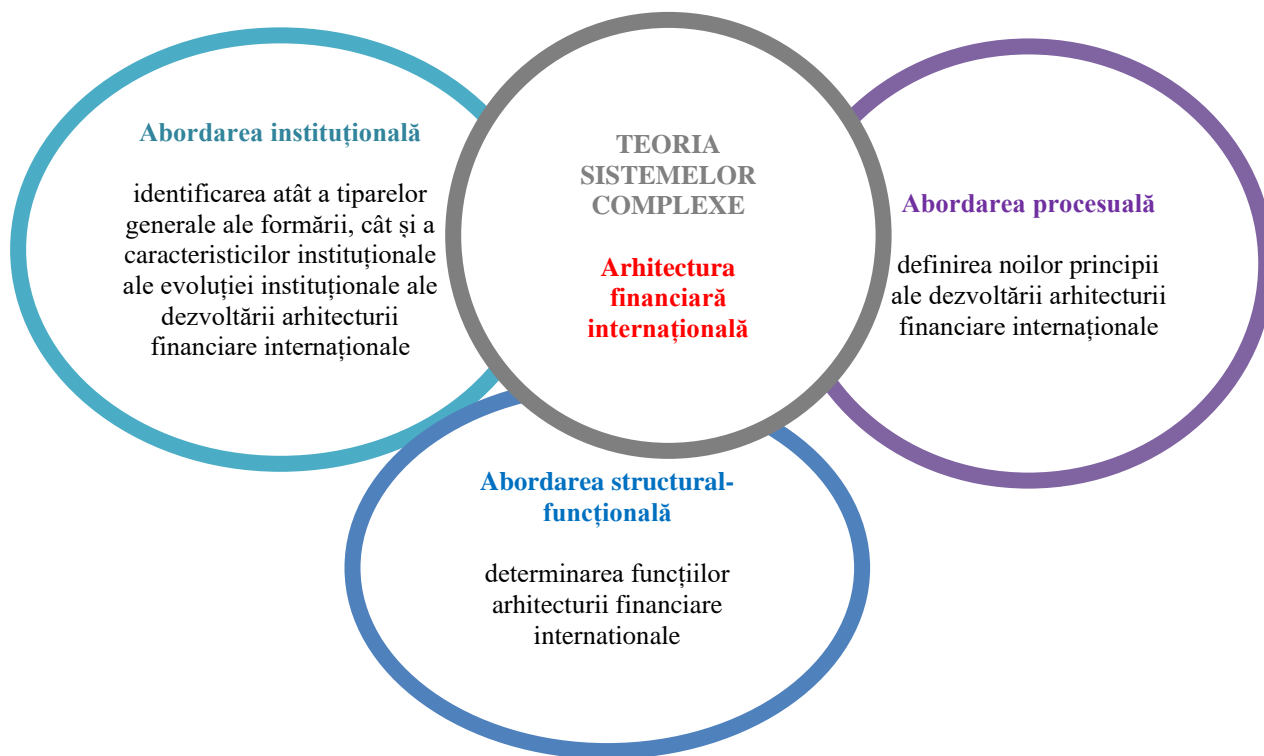 Abordarea instituțională
identificarea atât a tiparelor
generale ale formării, cât și a
caracteristicilor instituționale
ale evoluției instituționale ale
dezvoltării arhitecturii
financiare internaționale
TEORIA
SISTEMELOR
COMPLEXE
Arhitectura
financiară
internațională
Abordarea procesuală
definirea noilor principii
ale dezvoltării arhitecturii
financiare internaționale
Abordarea structural-
funcțională
determinarea funcțiilor
arhitecturii financiare
internationale